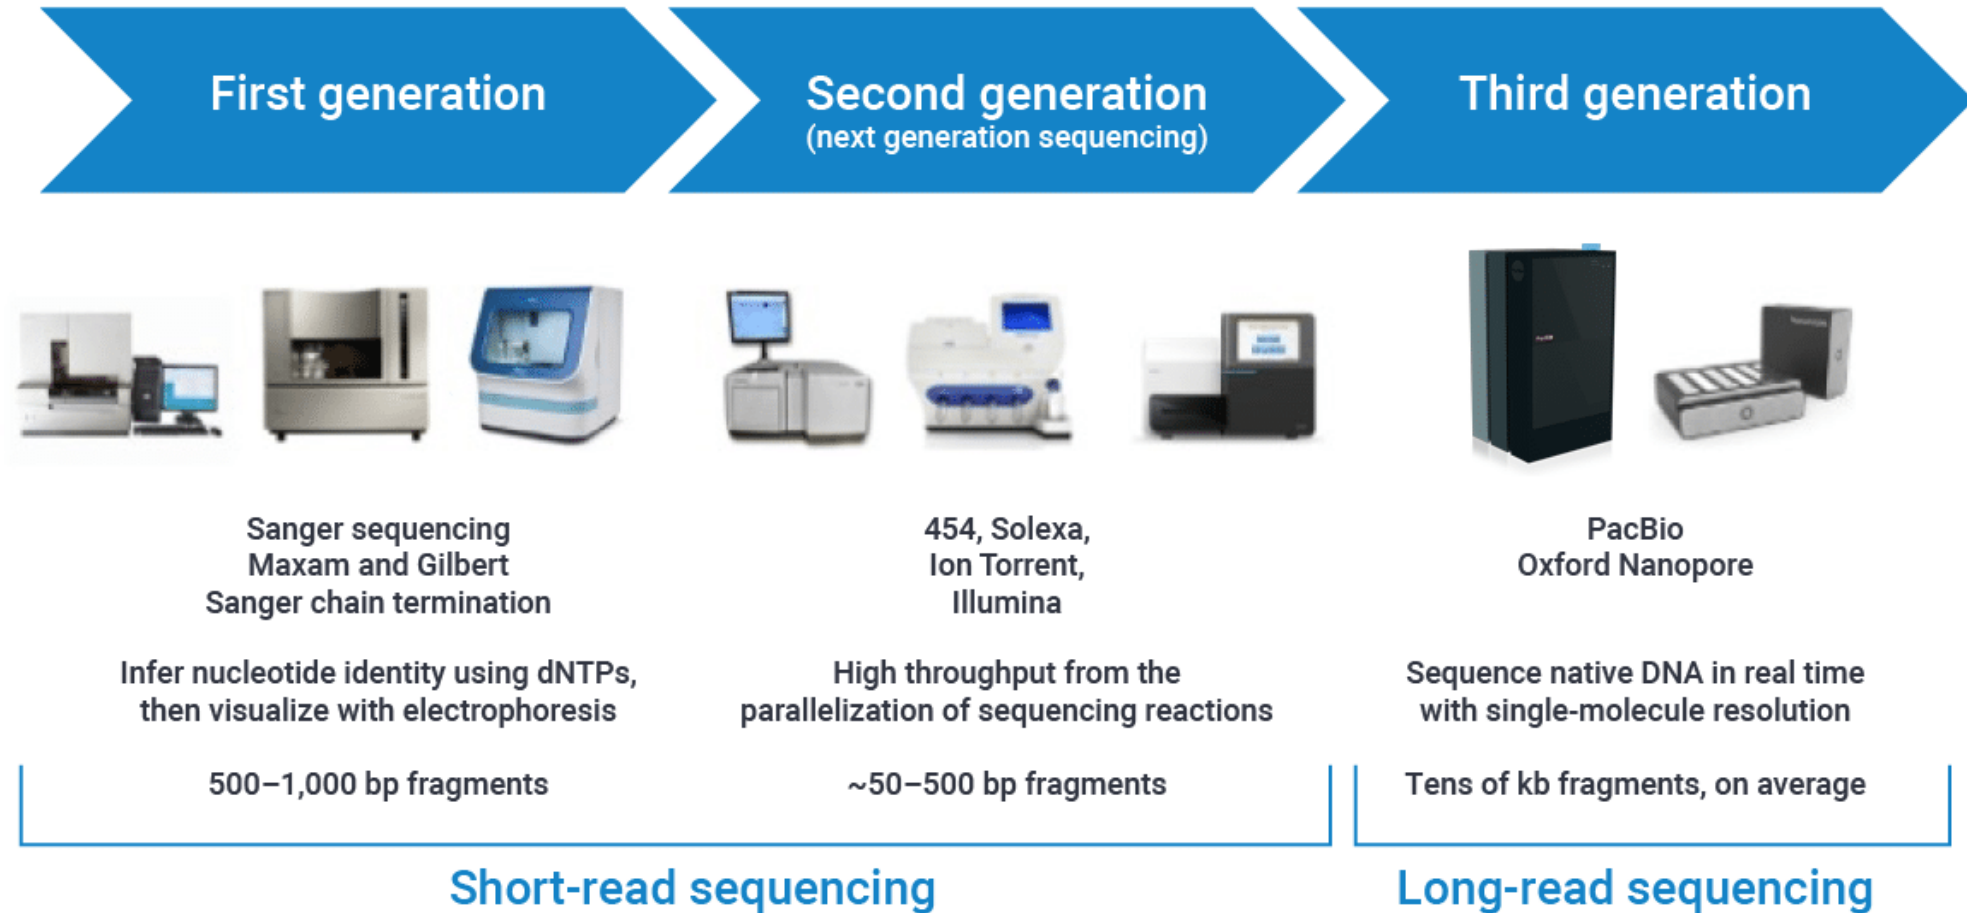 First generation
Second generation
(next generation sequencing)
Third generation
Sanger sequencing
Maxam and Gilbert
Sanger chain termination
454, Solexa,
Ion Torrent,
Illumina
PacBio
Oxford Nanopore
Infer nucleotide identity using dNTPs,
then visualize with electrophoresis
High throughput from the
parallelization of sequencing reactions
Sequence native DNA in real time
with single-molecule resolution
500–1,000 bp fragments
~50–500 bp fragments
Tens of kb fragments, on average
Short-read sequencing
Long-read sequencing